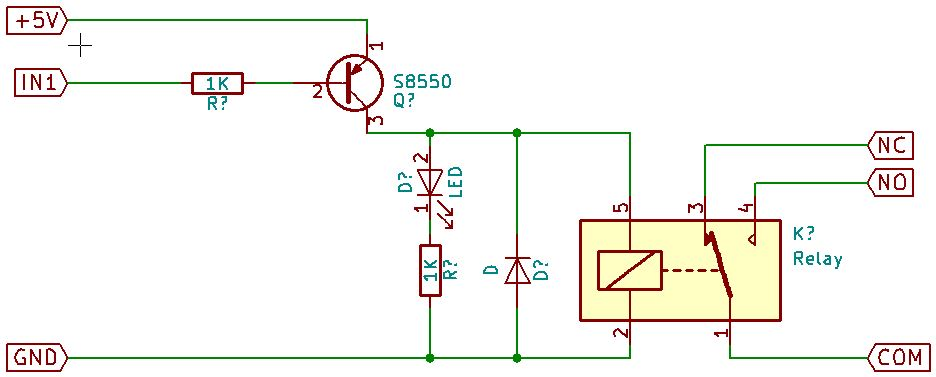 +5V
1
IN1
1K
R?
2
S8550
Q?
3
NC
2
D?
LED
1
NO
5
3
4
K?
Relay
1K
R?
D
D?
2
1
GND
COM